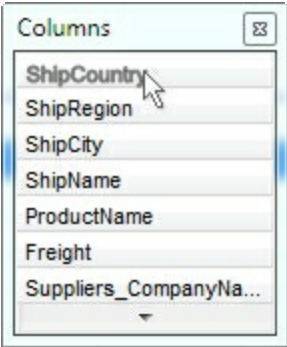 Columns
ShipCountry
ShipRegion
ShipCity
ShipName
ProductName
Freight
Suppliers_CompanyNa...